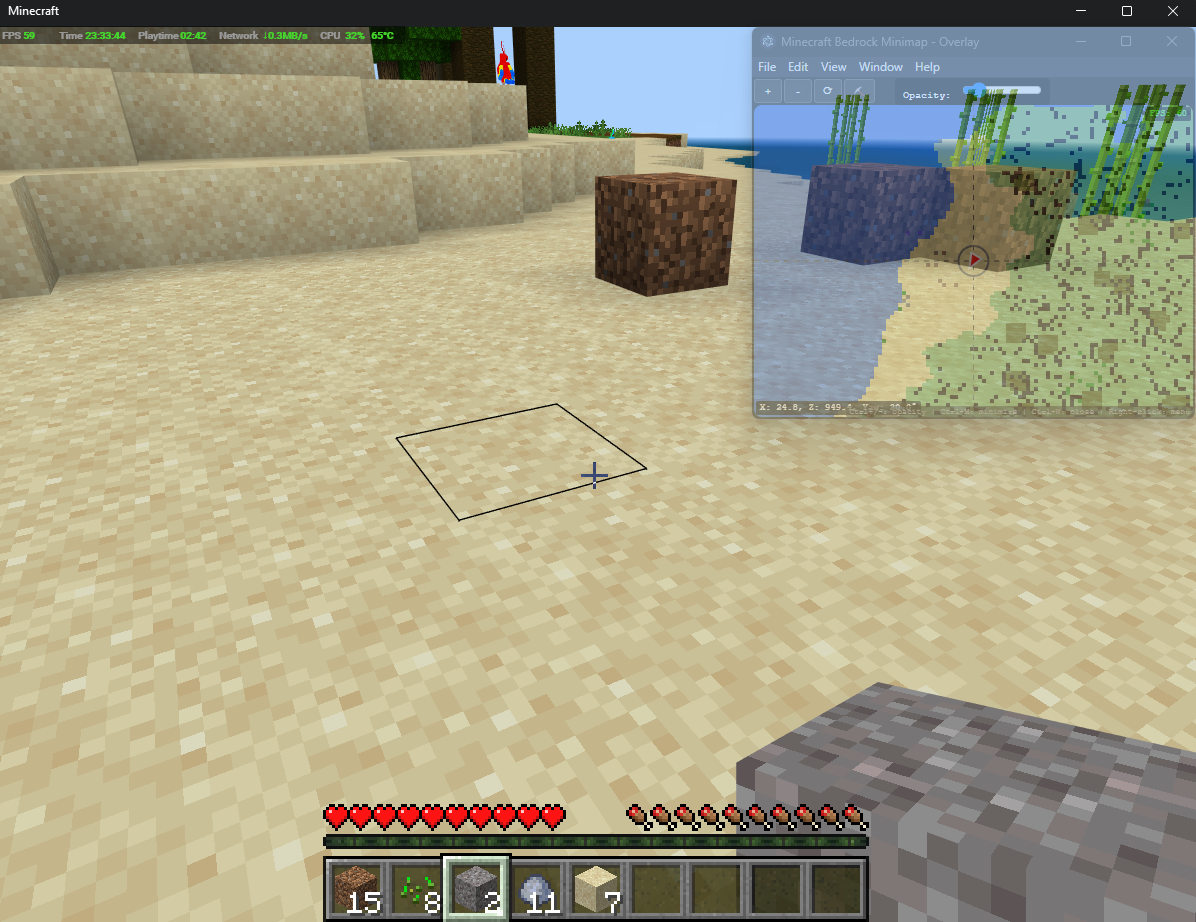 Minecraft
FPS 59 Time 23:33:44 Playtime 02:42 Network ↓0.3MB/s CPU 32% 65°C
Minecraft Bedrock Minimap - Overlay
File Edit View Window Help
+ - Opacity:
X: 24.8, Z: 949.
15 8 2 11 7